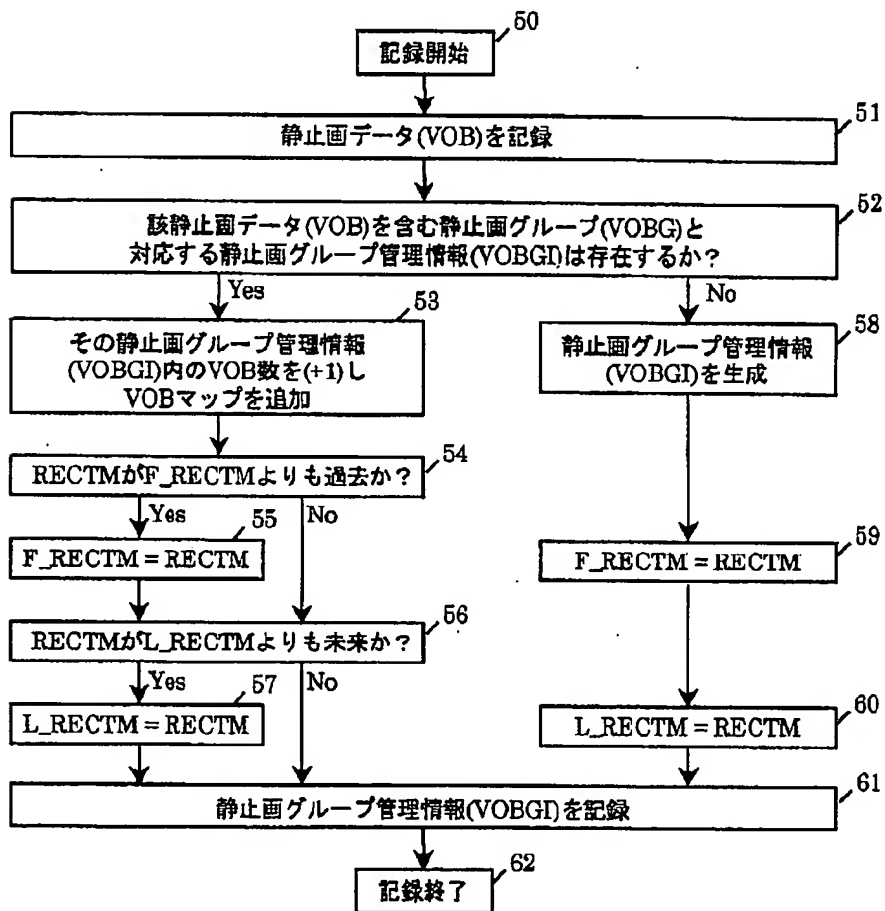 50
記録開始
51
静止画データ(VOB)を記録
52
該静止画データ(VOB)を含む静止画グループ(VOBG)と
対応する静止画グループ管理情報(VOBGI)は存在するか?
Yes
No
53
その静止画グループ管理情報
(VOBGI)内のVOB数を(+1)し
VOBマップを追加
58
静止画グループ管理情報
(VOBGI)を生成
54
RECTMがF_RECTMよりも過去か?
Yes
No
55
F_RECTM = RECTM
59
F_RECTM = RECTM
56
RECTMがL_RECTMよりも未来か?
Yes
No
57
L_RECTM = RECTM
60
L_RECTM = RECTM
61
静止画グループ管理情報(VOBGI)を記録
62
記録終了